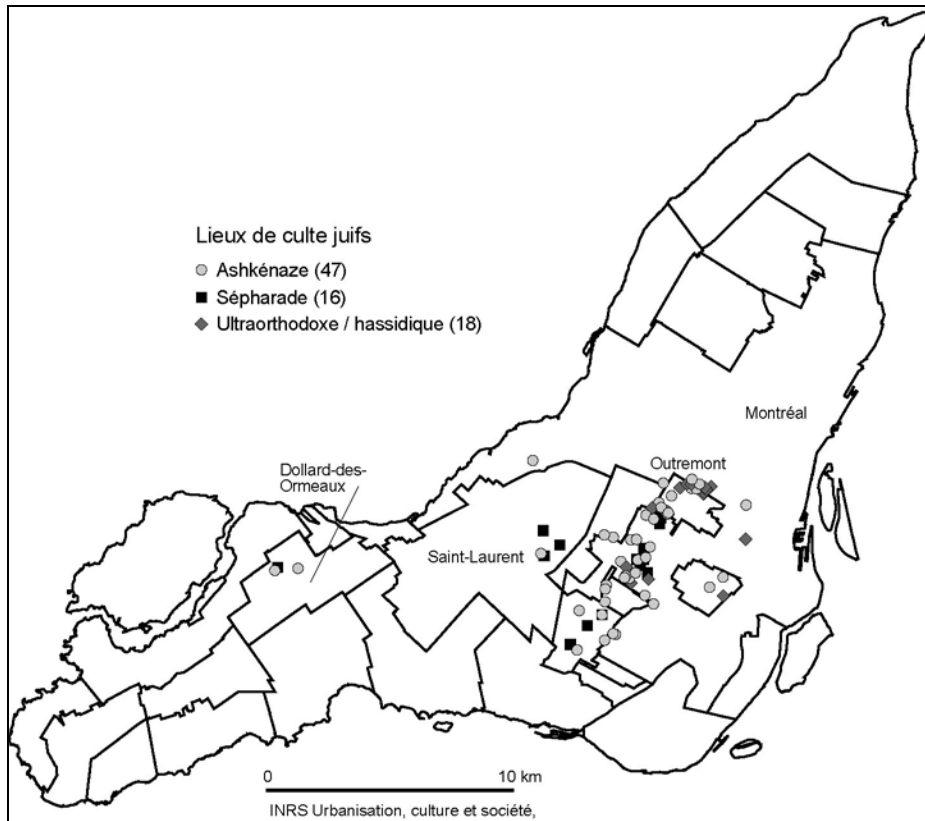 Lieux de culte juifs
Ashkénaze (47)
Sépharade (16)
Ultraorthodoxe / hassidique (18)
Montréal
Outremont
Dollard-des-
Ormeaux
Saint-Laurent
0 10 km
INRS Urbanisation, culture et société,